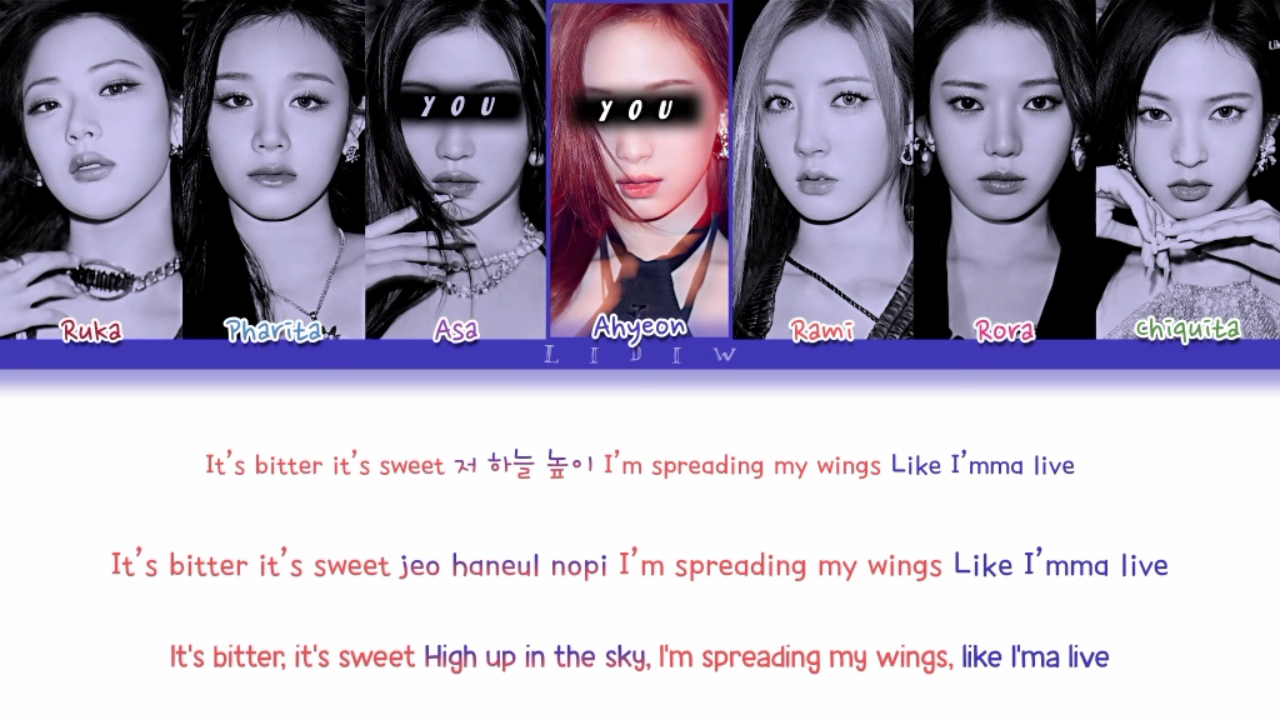 YOU
YOU
Ruka Pharita Asa Ahyeon Rami Rora chiquita
L I D I W
It's bitter it's sweet 저 하늘 높이 I'm spreading my wings Like I'mma live
It's bitter it's sweet jeo haneul nopi I'm spreading my wings Like I'mma live
It's bitter, it's sweet High up in the sky, I'm spreading my wings, like I'ma live